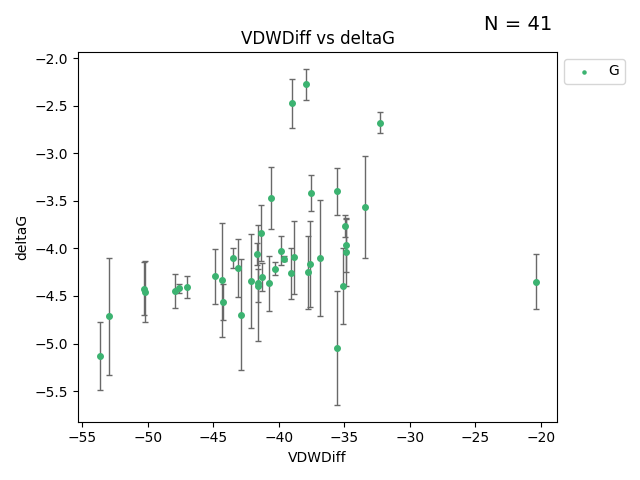 N = 41
VDWDiff vs deltaG
G
deltaG
−2.0
−2.5
−3.0
−3.5
−4.0
−4.5
−5.0
−5.5
−55 −50 −45 −40 −35 −30 −25 −20
VDWDiff